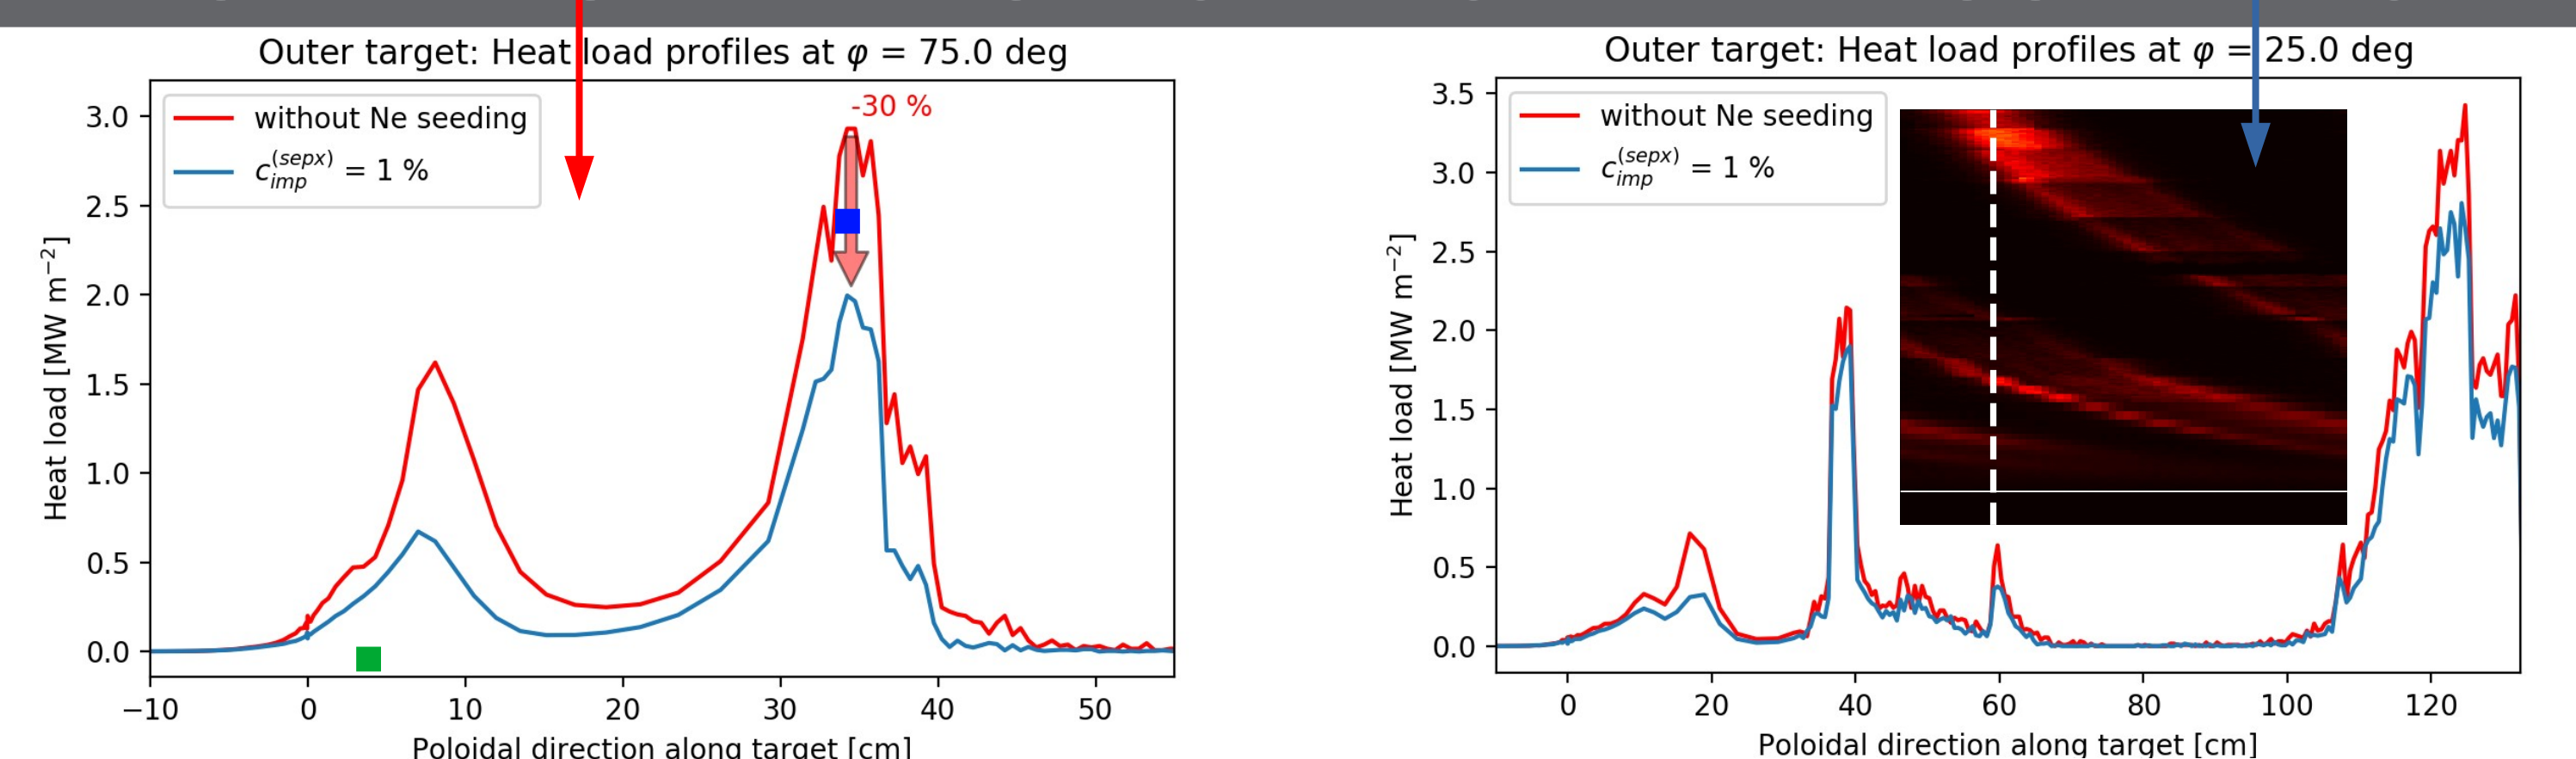 Outer target: Heat load profiles at φ = 75.0 deg
without Ne seeding
c_imp^(sepx) = 1 %
-30 %
3.0
2.5
2.0
1.5
1.0
0.5
0.0
Heat load [MW m⁻²]
−10 0 10 20 30 40 50
Poloidal direction along target [cm]
Outer target: Heat load profiles at φ = 25.0 deg
without Ne seeding
c_imp^(sepx) = 1 %
3.5
3.0
2.5
2.0
1.5
1.0
0.5
0.0
Heat load [MW m⁻²]
0 20 40 60 80 100 120
Poloidal direction along target [cm]